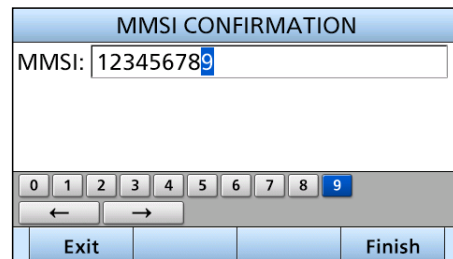 MMSI CONFIRMATION
MMSI: 123456789
0 1 2 3 4 5 6 7 8 9
← →
Exit Finish